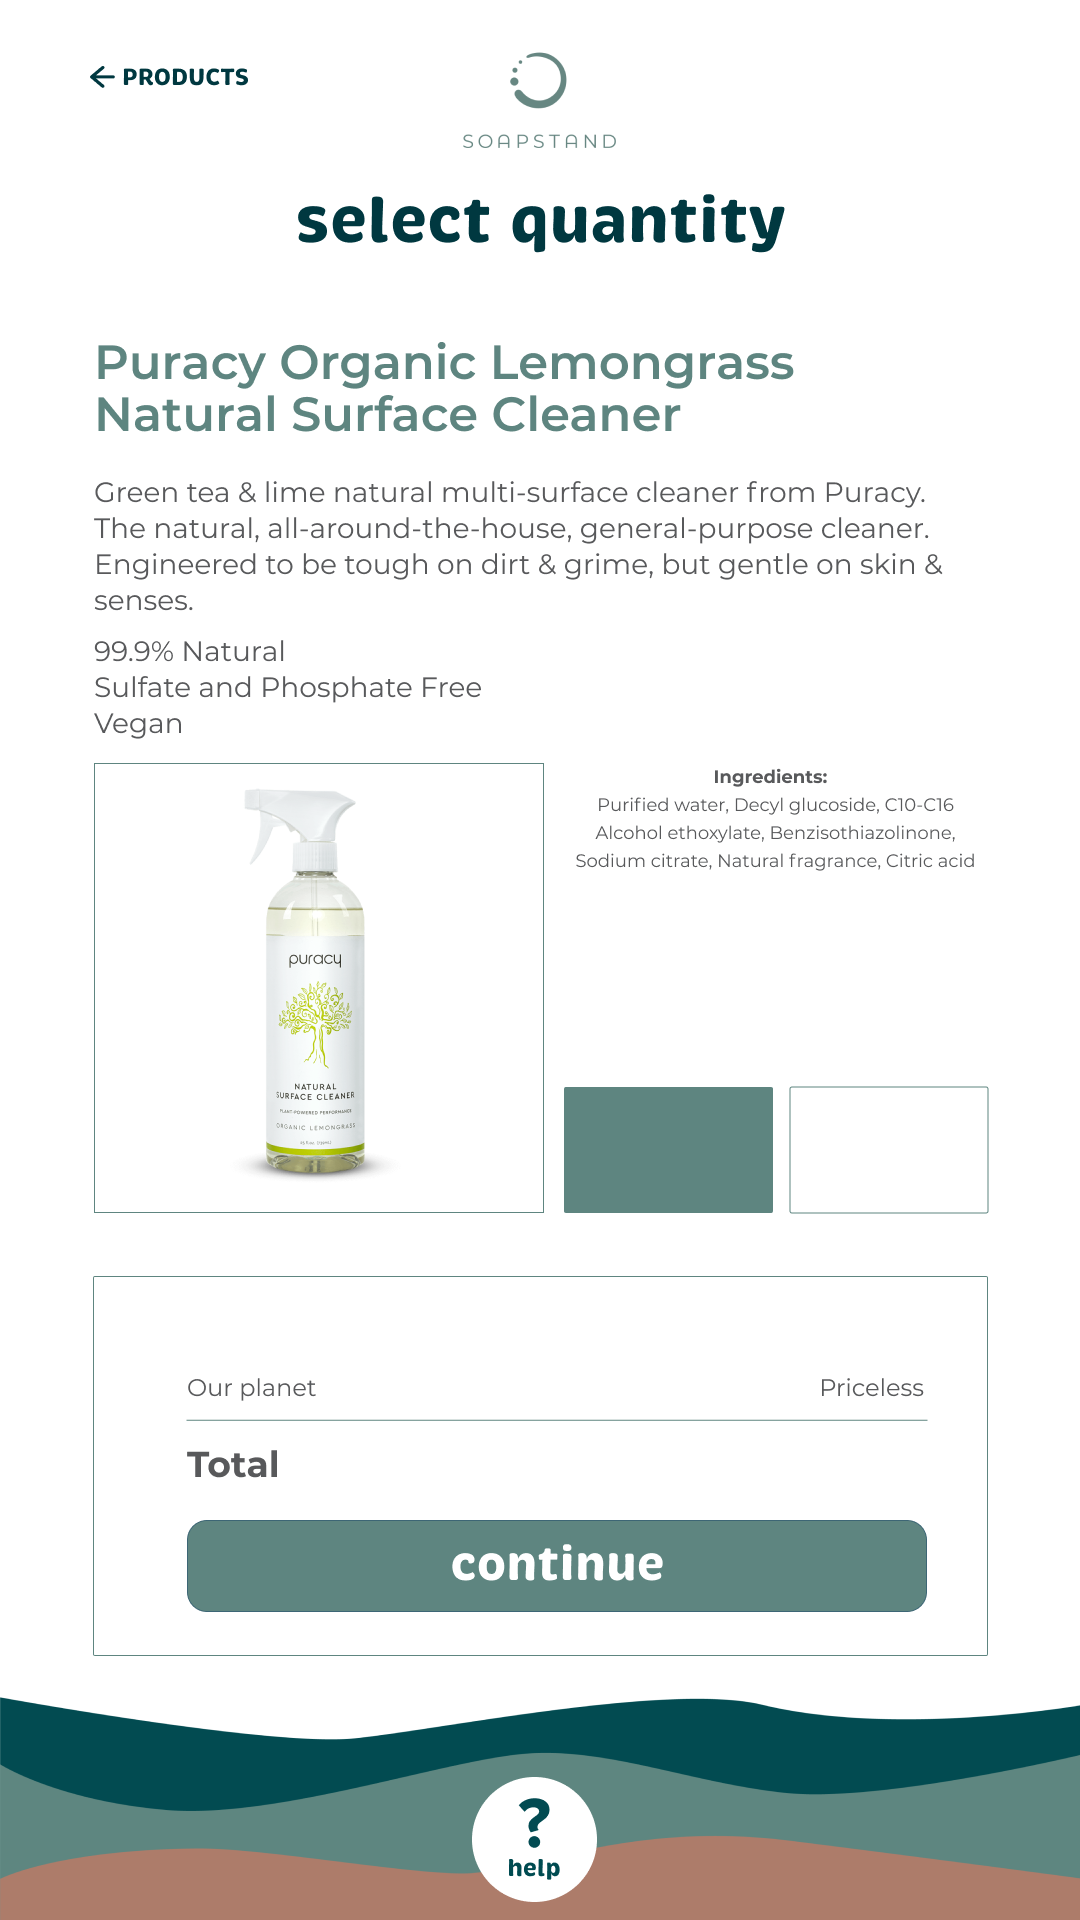 PRODUCTS
SOAPSTAND
select quantity
Puracy Organic Lemongrass
Natural Surface Cleaner
Green tea & lime natural multi-surface cleaner from Puracy.
The natural, all-around-the-house, general-purpose cleaner.
Engineered to be tough on dirt & grime, but gentle on skin &
senses.
99.9% Natural
Sulfate and Phosphate Free
Vegan
puracy
NATURAL
SURFACE CLEANER
PLANT-POWERED PERFORMANCE
ORGANIC LEMONGRASS
Ingredients:
Purified water, Decyl glucoside, C10-C16
Alcohol ethoxylate, Benzisothiazolinone,
Sodium citrate, Natural fragrance, Citric acid
Our planet Priceless
Total
continue
?
help